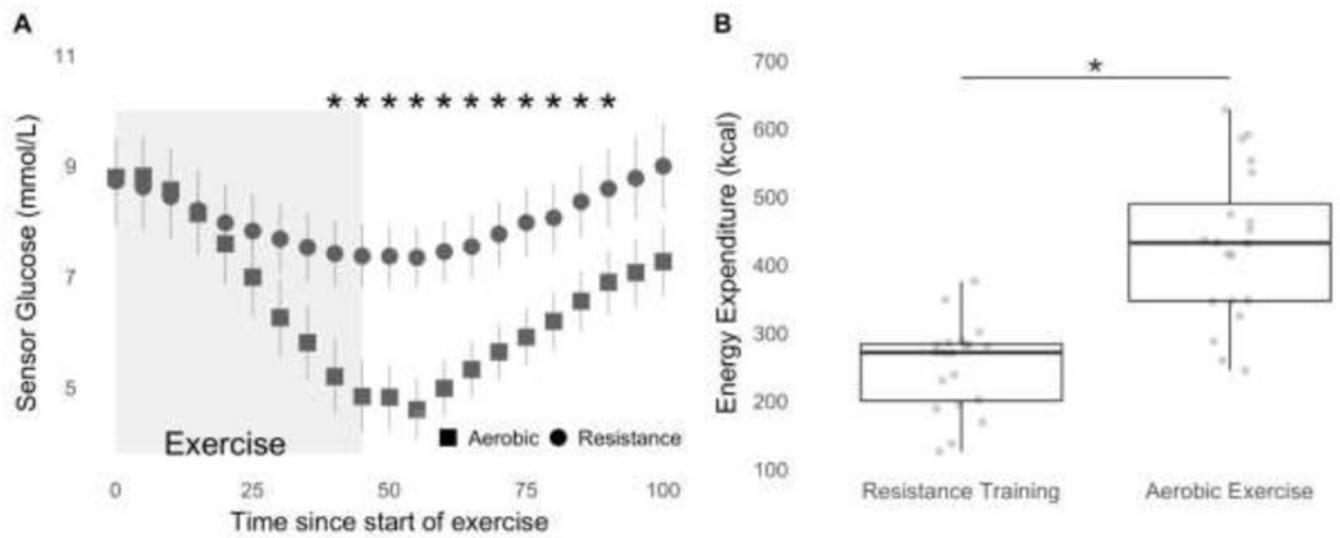 A
11
9
7
5
Sensor Glucose (mmol/L)
* * * * * * * * * * *
Exercise
Aerobic Resistance
0 25 50 75 100
Time since start of exercise
B
700
600
500
400
300
200
100
Energy Expenditure (kcal)
*
Resistance Training Aerobic Exercise